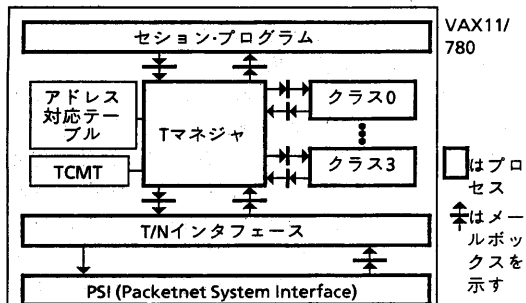 セション・プログラム
VAX11/
780
アドレス
対応テー
ブル
Tマネジャ
クラス0
クラス3
TCMT
はプロ
セス
はメー
ルボッ
クスを
示す
T/Nインタフェース
PSI (Packetnet System Interface)